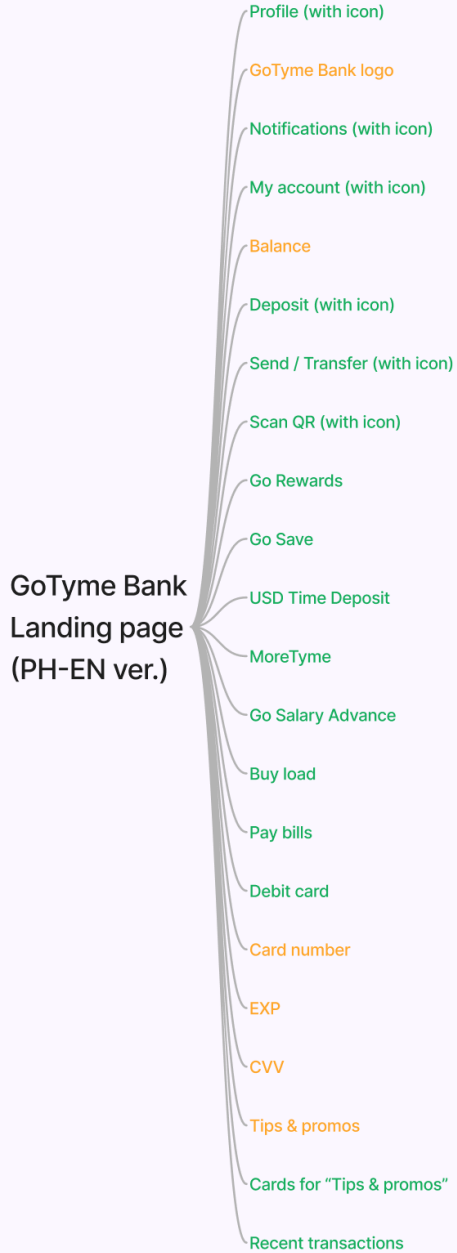 Profile (with icon)
GoTyme Bank logo
Notifications (with icon)
My account (with icon)
Balance
Deposit (with icon)
Send / Transfer (with icon)
Scan QR (with icon)
Go Rewards
Go Save
GoTyme Bank
Landing page
(PH-EN ver.)
USD Time Deposit
MoreTyme
Go Salary Advance
Buy load
Pay bills
Debit card
Card number
EXP
CVV
Tips & promos
Cards for “Tips & promos”
Recent transactions